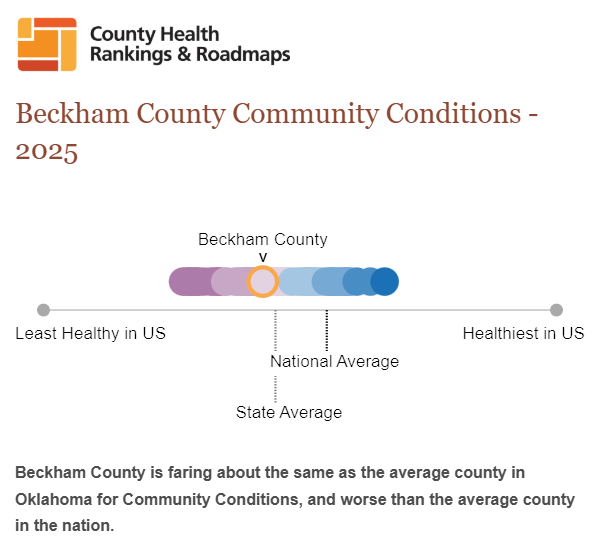 County Health
Rankings & Roadmaps
Beckham County Community Conditions -
2025
Beckham County
v
Least Healthy in US
Healthiest in US
National Average
State Average
Beckham County is faring about the same as the average county in
Oklahoma for Community Conditions, and worse than the average county
in the nation.